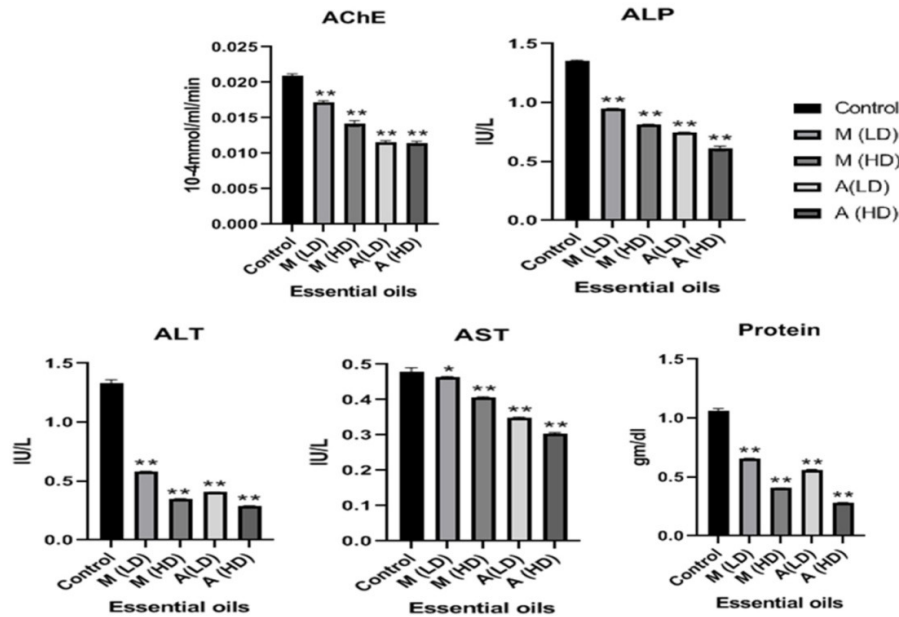 AChE
10-4mmol/ml/min
0.025
0.020
0.015
0.010
0.005
0.000
**
**
**
**
Control
M (LD)
M (HD)
A(LD)
A (HD)
Essential oils
ALP
IU/L
1.5
1.0
0.5
0.0
**
**
**
**
Control
M (LD)
M (HD)
A(LD)
A (HD)
Essential oils
Control
M (LD)
M (HD)
A(LD)
A (HD)
ALT
IU/L
1.5
1.0
0.5
0.0
**
**
**
**
Control
M (LD)
M (HD)
A(LD)
A (HD)
Essential oils
AST
IU/L
0.5
0.4
0.3
0.2
0.1
0.0
*
**
**
**
Control
M (LD)
M (HD)
A(LD)
A (HD)
Essential oils
Protein
gm/dl
1.5
1.0
0.5
0.0
**
**
**
**
Control
M (LD)
M (HD)
A(LD)
A (HD)
Essential oils